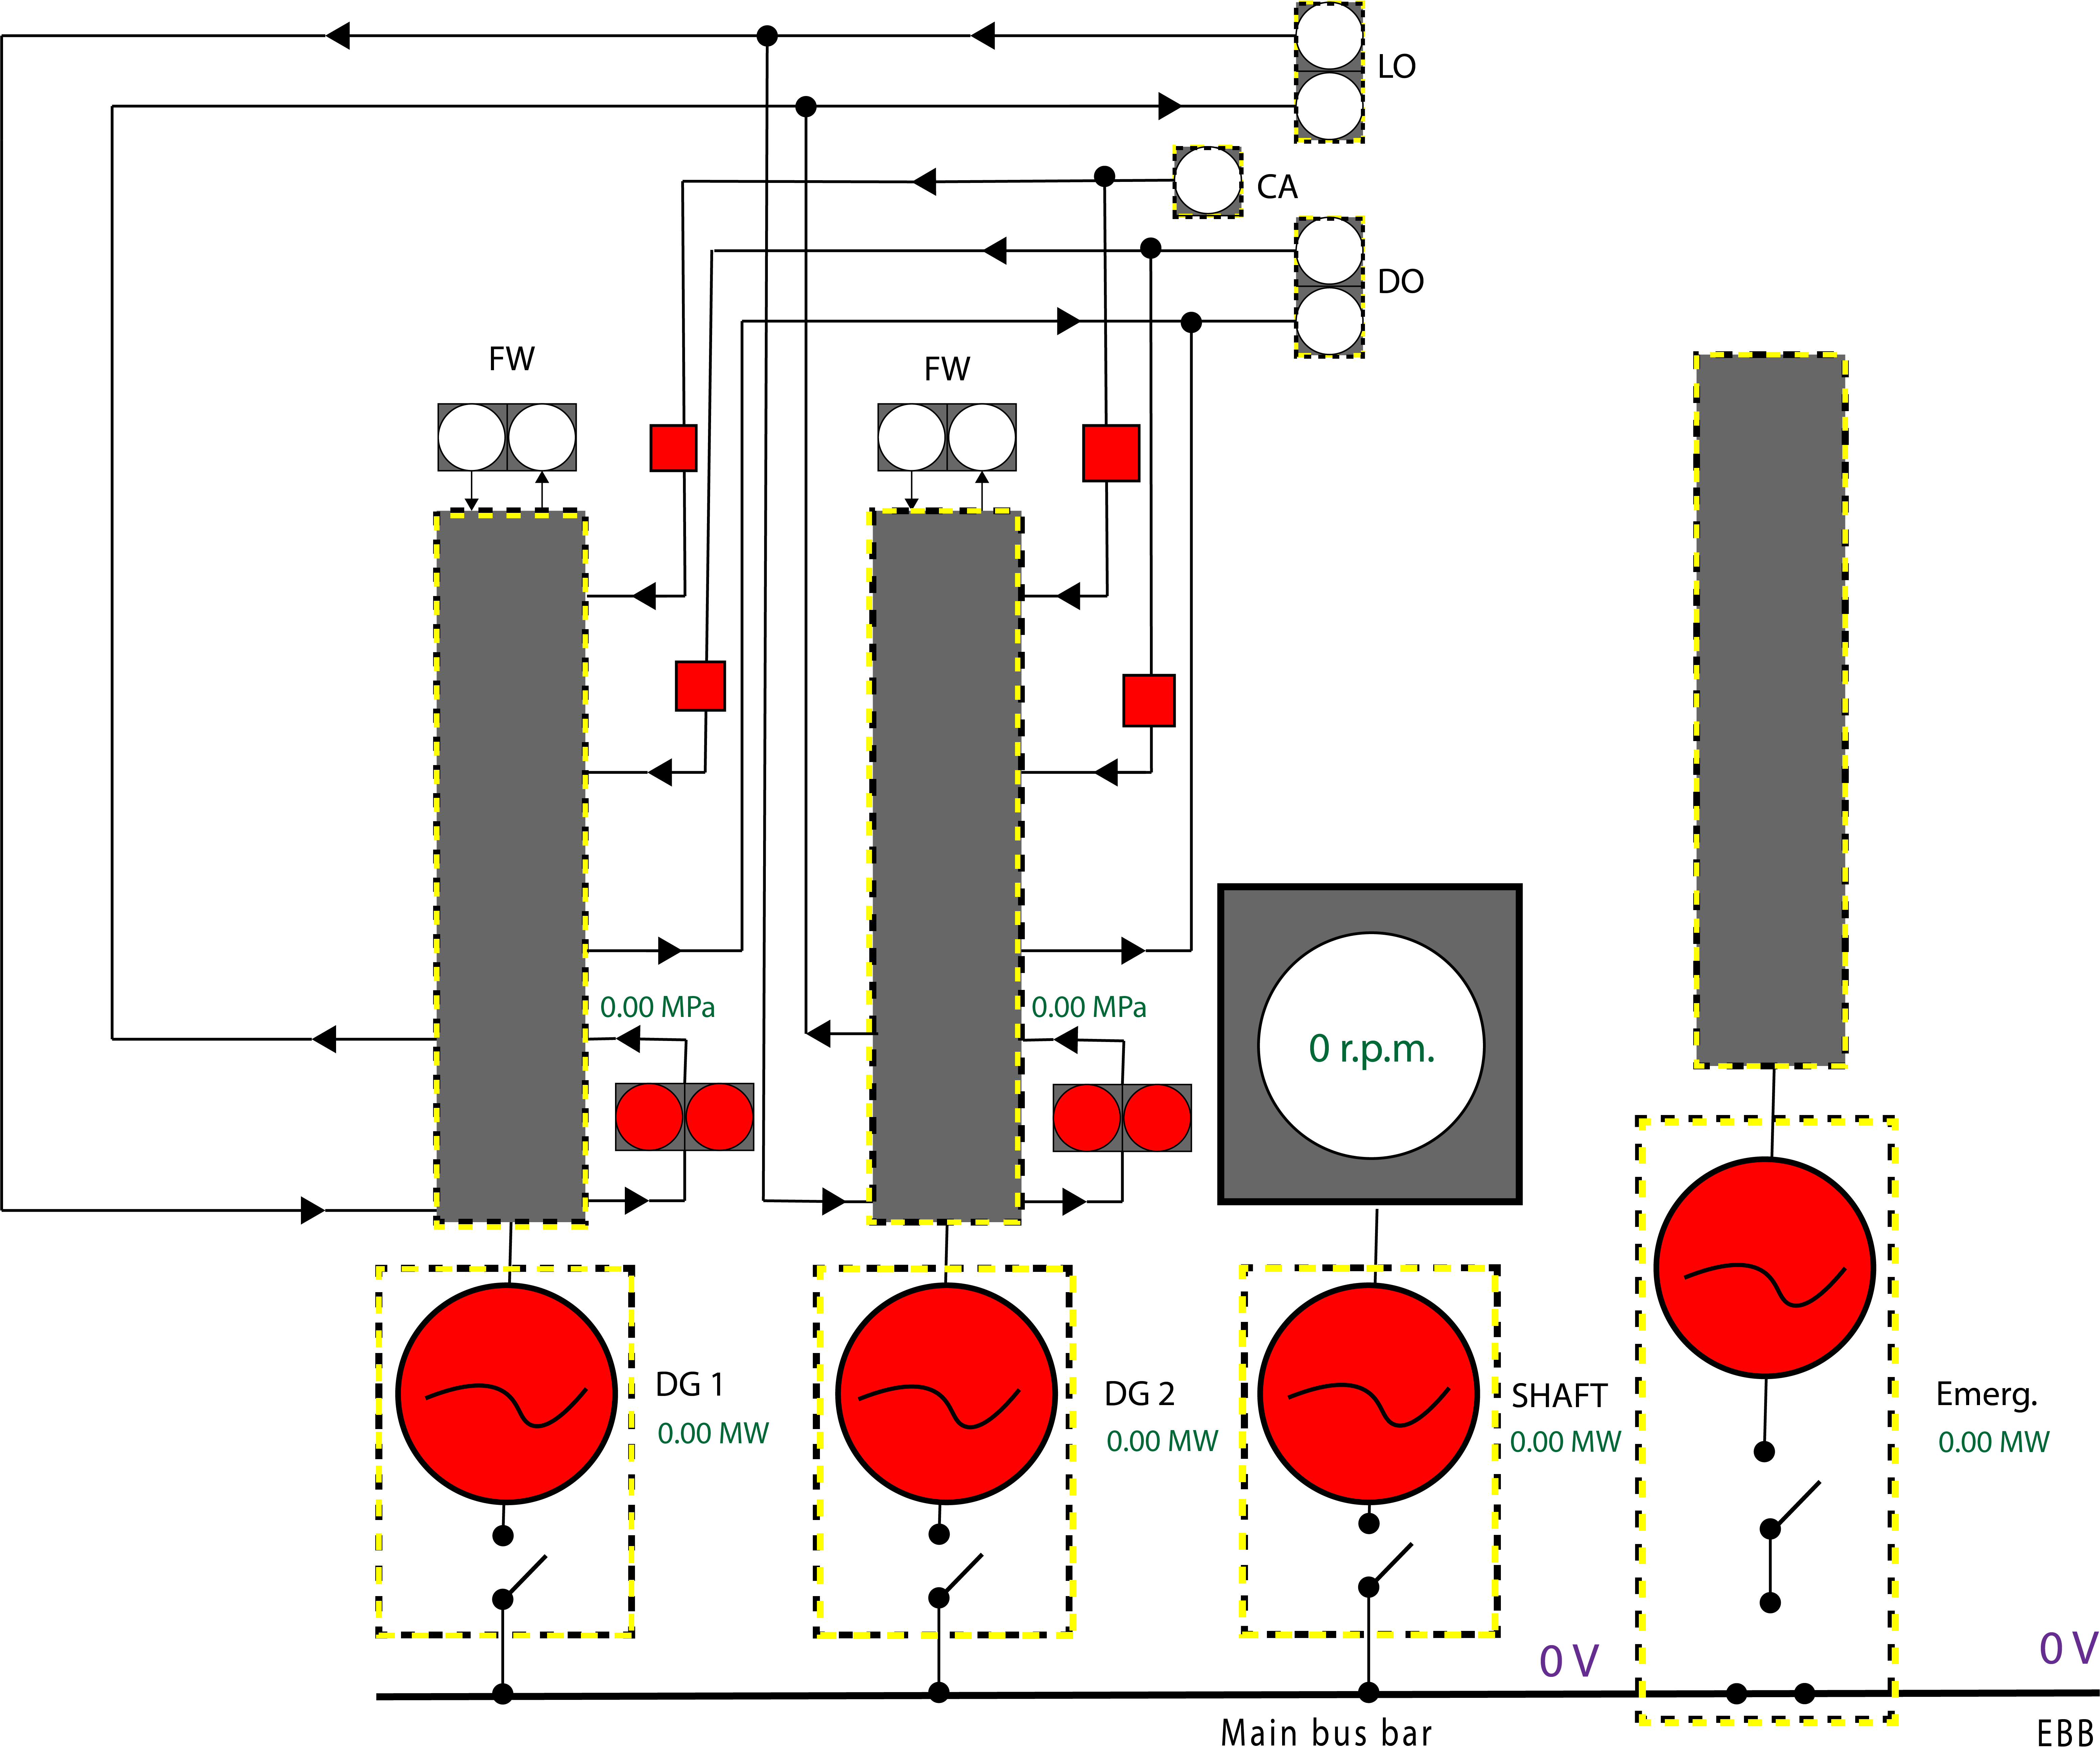 LO
CA
DO
FW
FW
0.00 MPa
0.00 MPa
0 r.p.m.
DG 1
0.00 MW
DG 2
0.00 MW
SHAFT
0.00 MW
Emerg.
0.00 MW
0 V
0 V
Main bus bar
EBB